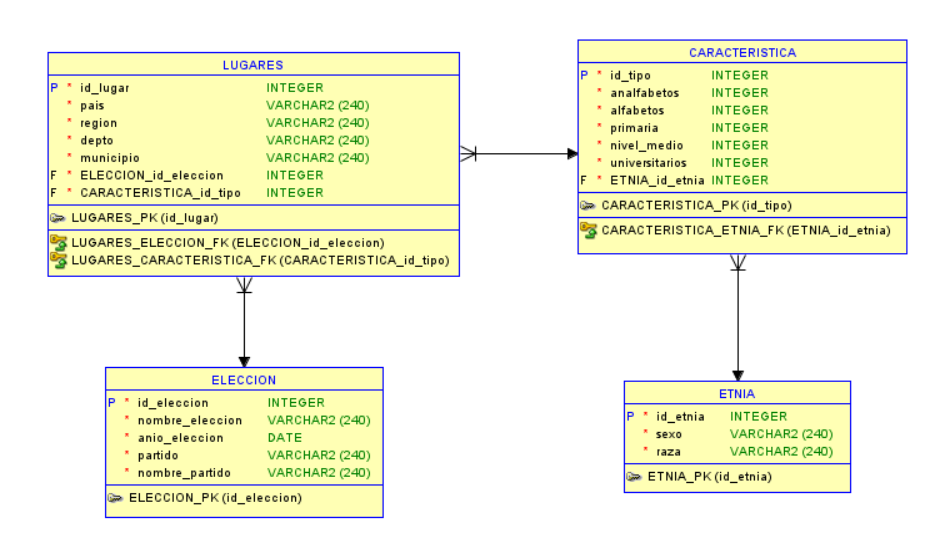 LUGARES
P * id_lugar INTEGER
* pais VARCHAR2 (240)
* region VARCHAR2 (240)
* depto VARCHAR2 (240)
* municipio VARCHAR2 (240)
F * ELECCION_id_eleccion INTEGER
F * CARACTERISTICA_id_tipo INTEGER
LUGARES_PK (id_lugar)
LUGARES_ELECCION_FK (ELECCION_id_eleccion)
LUGARES_CARACTERISTICA_FK (CARACTERISTICA_id_tipo)
CARACTERISTICA
P * id_tipo INTEGER
* analfabetos INTEGER
* alfabetos INTEGER
* primaria INTEGER
* nivel_medio INTEGER
* universitarios INTEGER
F * ETNIA_id_etnia INTEGER
CARACTERISTICA_PK (id_tipo)
CARACTERISTICA_ETNIA_FK (ETNIA_id_etnia)
ELECCION
P * id_eleccion INTEGER
* nombre_eleccion VARCHAR2 (240)
* anio_eleccion DATE
* partido VARCHAR2 (240)
* nombre_partido VARCHAR2 (240)
ELECCION_PK (id_eleccion)
ETNIA
P * id_etnia INTEGER
* sexo VARCHAR2 (240)
* raza VARCHAR2 (240)
ETNIA_PK (id_etnia)